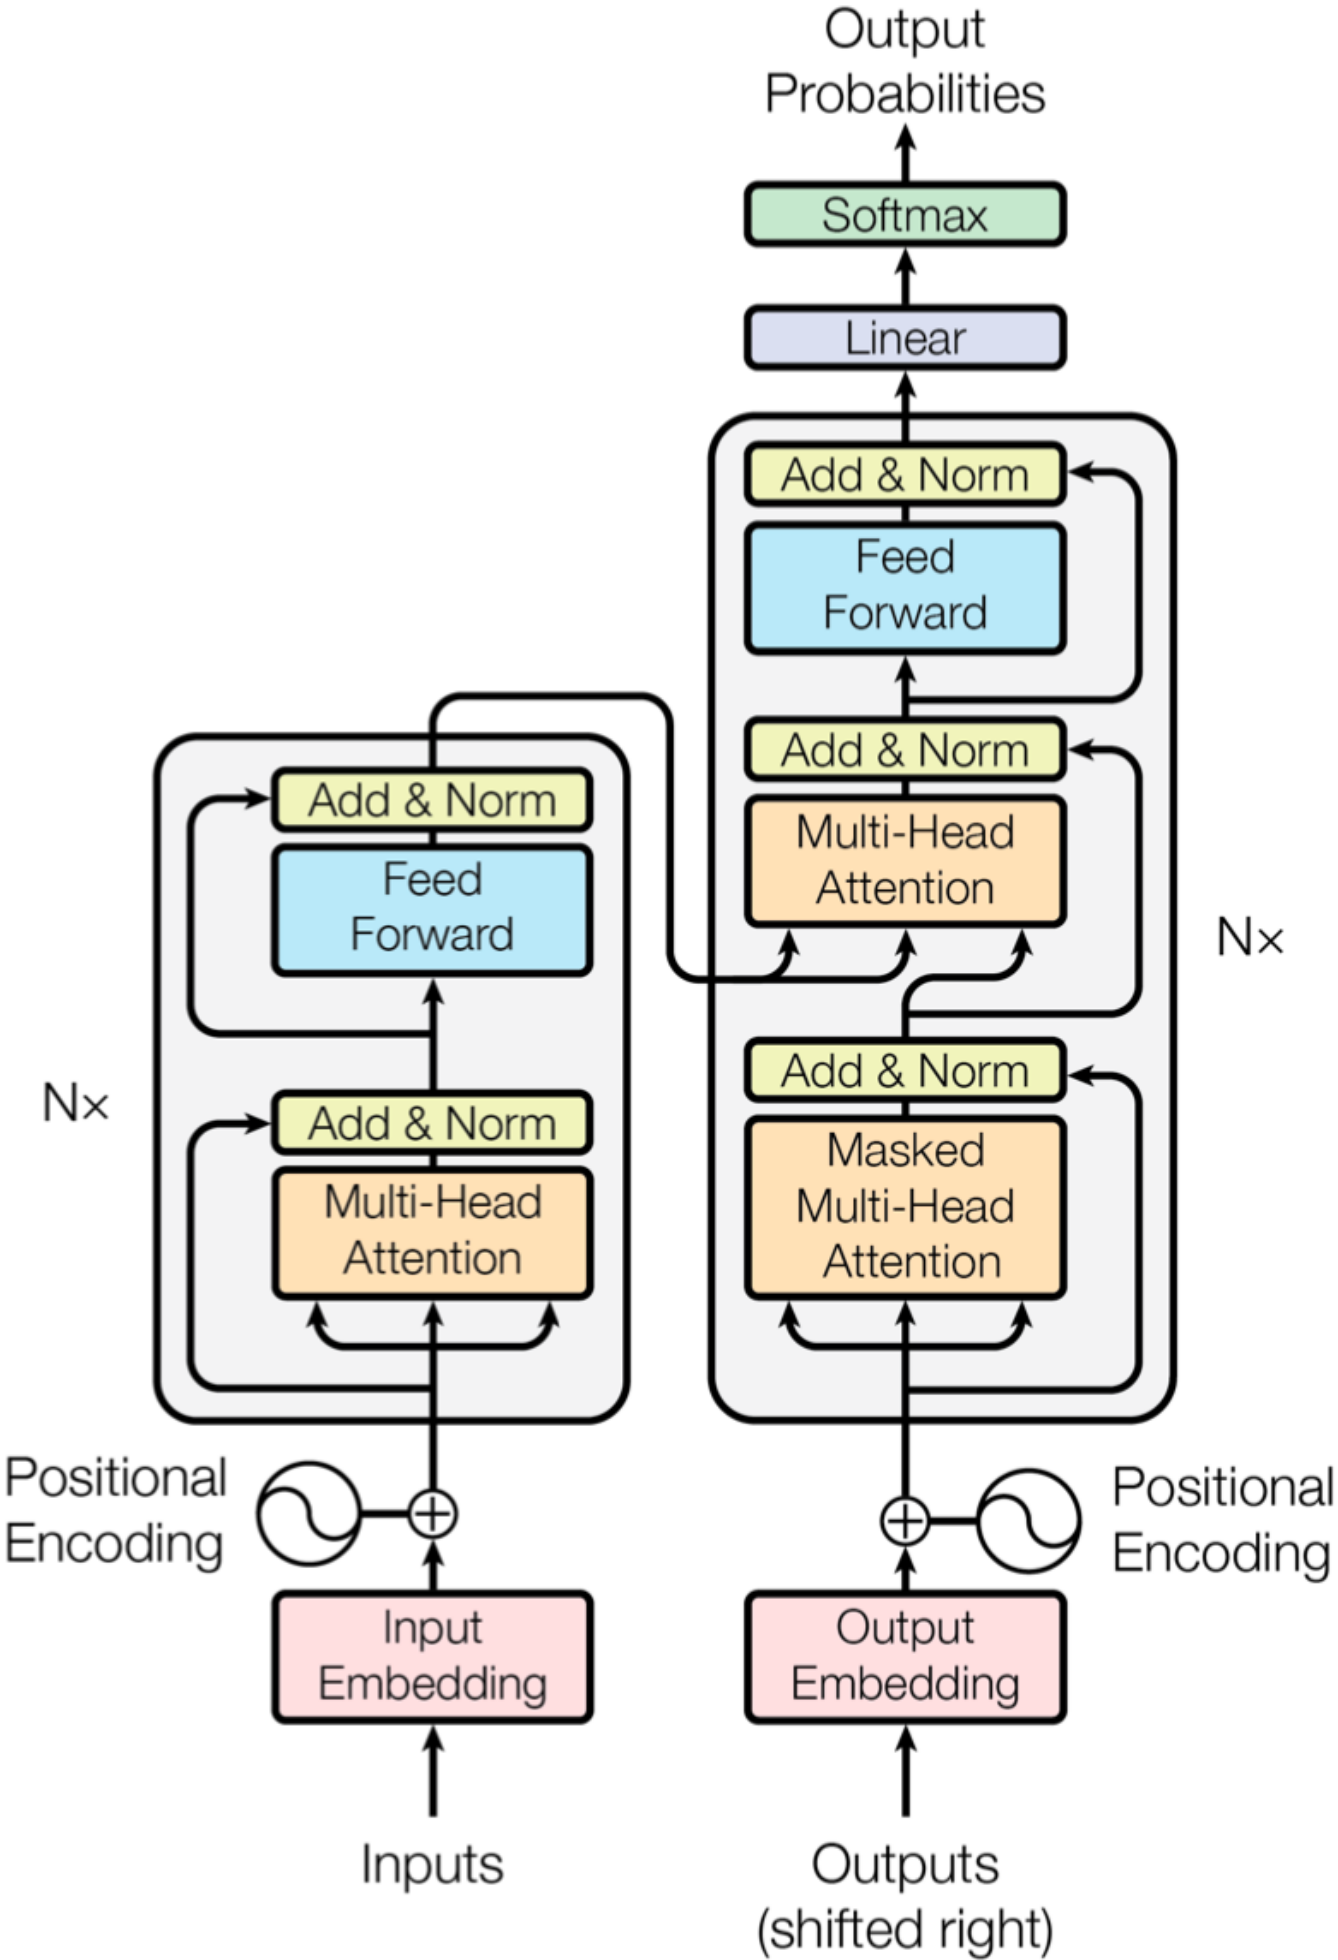 Output
Probabilities
Softmax
Linear
Add & Norm
Feed
Forward
Add & Norm
Multi-Head
Attention
Nx
Add & Norm
Masked
Multi-Head
Attention
Add & Norm
Feed
Forward
Nx
Add & Norm
Multi-Head
Attention
Positional
Encoding
Positional
Encoding
Input
Embedding
Output
Embedding
Inputs
Outputs
(shifted right)